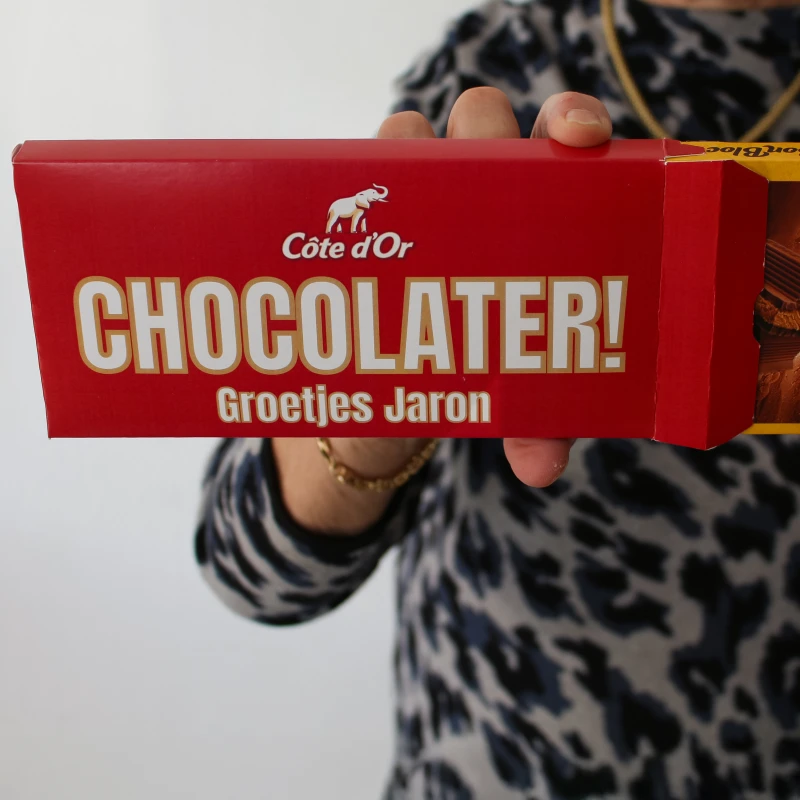 Côte d'Or
CHOCOLATER!
Groetjes Jaron